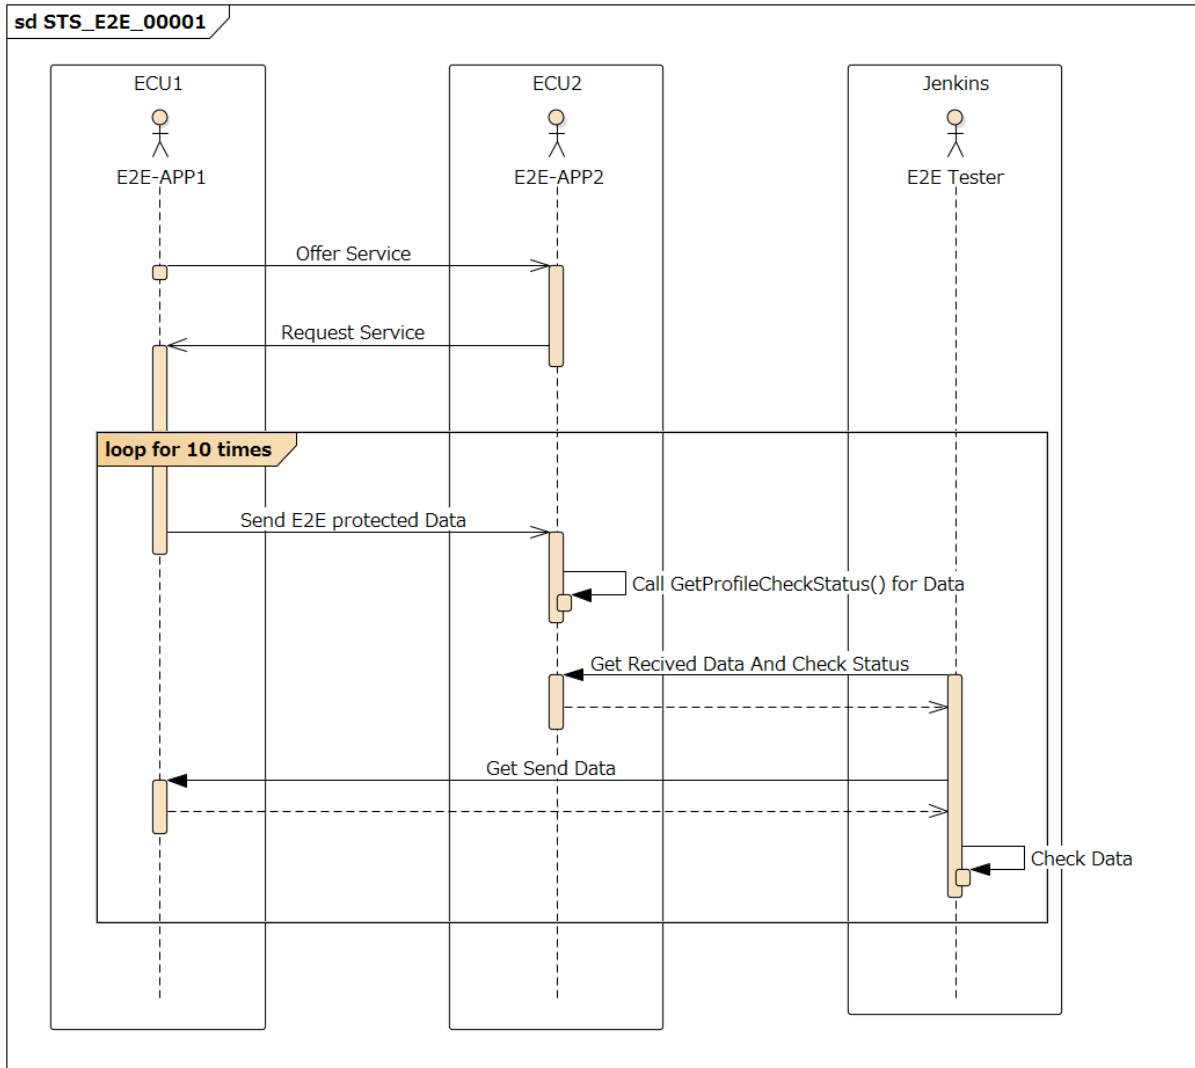 sd STS_E2E_00001
ECU1
ECU2
Jenkins
E2E-APP1
E2E-APP2
E2E Tester
Offer Service
Request Service
loop for 10 times
Send E2E protected Data
Call GetProfileCheckStatus() for Data
Get Recived Data And Check Status
Get Send Data
Check Data